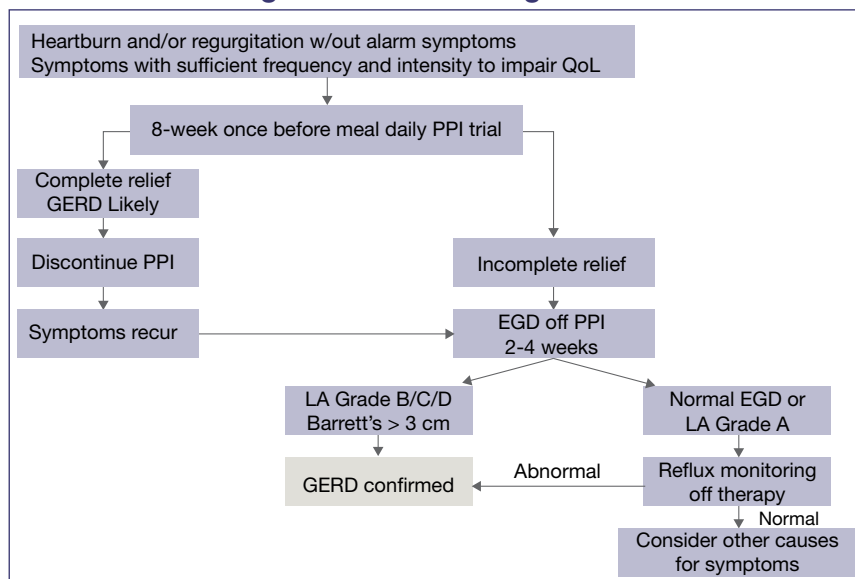 Heartburn and/or regurgitation w/out alarm symptoms
Symptoms with sufficient frequency and intensity to impair QoL
8-week once before meal daily PPI trial
Complete relief
GERD Likely
Discontinue PPI
Incomplete relief
Symptoms recur
EGD off PPI
2-4 weeks
LA Grade B/C/D
Barrett's > 3 cm
Normal EGD or
LA Grade A
GERD confirmed
Abnormal
Reflux monitoring
off therapy
Normal
Consider other causes
for symptoms